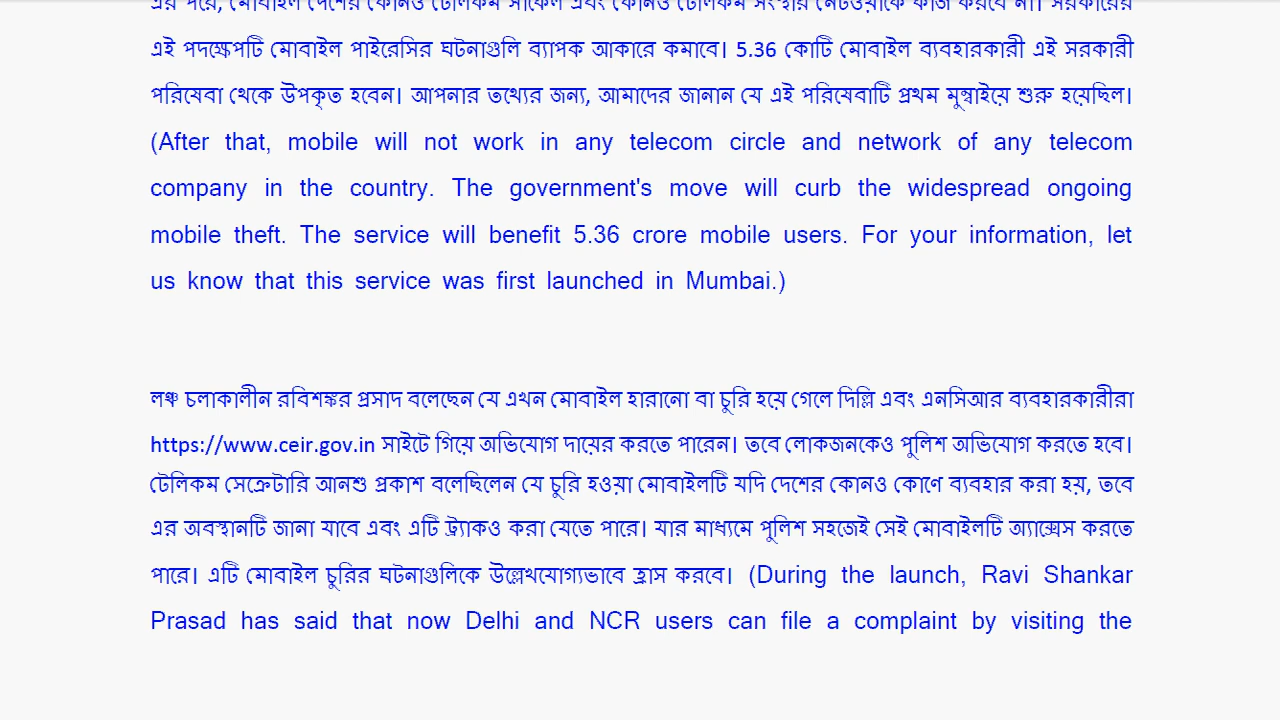 এর পরে, মোবাইল দেশের কোনও টেলিকম সার্কেল এবং কোনও টেলিকম সংস্থার নেটওয়ার্কে কাজ করবে না। সরকারের
এই পদক্ষেপটি মোবাইল পাইরেসির ঘটনাগুলি ব্যাপক আকারে কমাবে। 5.36 কোটি মোবাইল ব্যবহারকারী এই সরকারী
পরিষেবা থেকে উপকৃত হবেন। আপনার তথ্যের জন্য, আমাদের জানান যে এই পরিষেবাটি প্রথম মুম্বাইয়ে শুরু হয়েছিল।
(After that, mobile will not work in any telecom circle and network of any telecom
company in the country. The government's move will curb the widespread ongoing
mobile theft. The service will benefit 5.36 crore mobile users. For your information, let
us know that this service was first launched in Mumbai.)
লঞ্চ চলাকালীন রবিশঙ্কর প্রসাদ বলেছেন যে এখন মোবাইল হারানো বা চুরি হয়ে গেলে দিল্লি এবং এনসিআর ব্যবহারকারীরা
https://www.ceir.gov.in সাইটে গিয়ে অভিযোগ দায়ের করতে পারেন। তবে লোকজনকেও পুলিশ অভিযোগ করতে হবে।
টেলিকম সেক্রেটারি আনশু প্রকাশ বলেছিলেন যে চুরি হওয়া মোবাইলটি যদি দেশের কোনও কোণে ব্যবহার করা হয়, তবে
এর অবস্থানটি জানা যাবে এবং এটি ট্র্যাকও করা যেতে পারে। যার মাধ্যমে পুলিশ সহজেই সেই মোবাইলটি অ্যাক্সেস করতে
পারে। এটি মোবাইল চুরির ঘটনাগুলিকে উল্লেখযোগ্যভাবে হ্রাস করবে। (During the launch, Ravi Shankar
Prasad has said that now Delhi and NCR users can file a complaint by visiting the